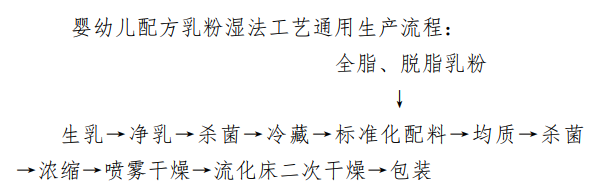 婴幼儿配方乳粉湿法工艺通用生产流程：
全脂、脱脂乳粉
↓
生乳→净乳→杀菌→冷藏→标准化配料→均质→杀菌
→浓缩→喷雾干燥→流化床二次干燥→包装